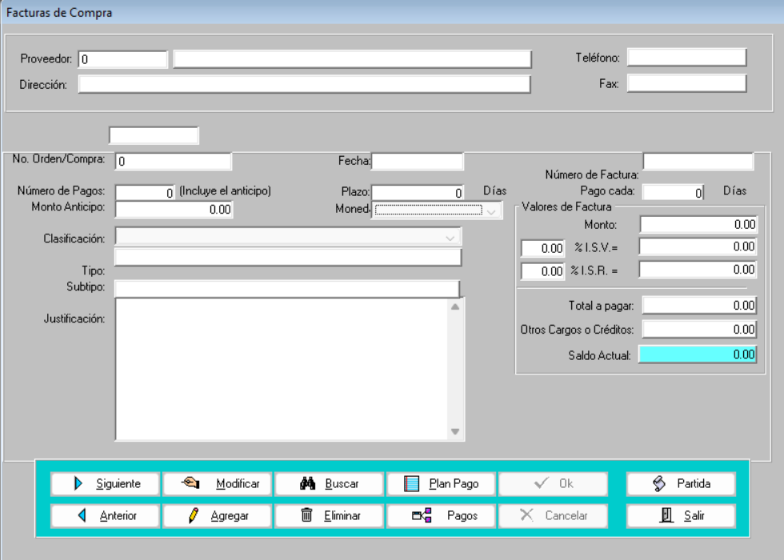 Facturas de Compra
Proveedor: 0
Teléfono:
Dirección:
Fax:
No. Orden/Compra: 0
Fecha:
Número de Factura:
Número de Pagos: 0 (Incluye el anticipo)
Plazo: 0 Días
Pago cada: 0 Días
Monto Anticipo: 0.00
Moned
Valores de Factura
Monto: 0.00
Clasificación:
0.00 % I.S.V.= 0.00
Tipo:
0.00 % I.S.R. = 0.00
Subtipo:
Total a pagar: 0.00
Justificación:
Otros Cargos o Créditos: 0.00
Saldo Actual: 0.00
Siguiente Modificar Buscar Plan Pago Ok Partida
Anterior Agregar Eliminar Pagos Cancelar Salir